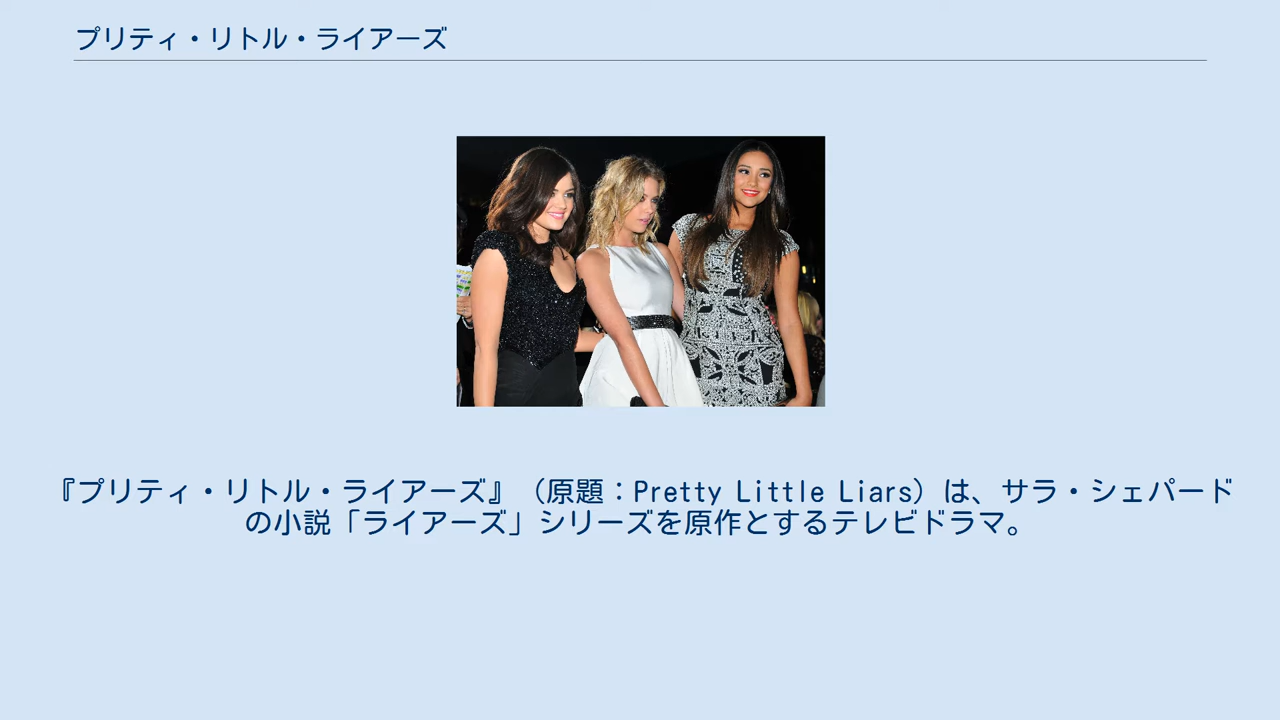 プリティ・リトル・ライアーズ
『プリティ・リトル・ライアーズ』（原題：Pretty Little Liars）は、サラ・シェパード
の小説「ライアーズ」シリーズを原作とするテレビドラマ。